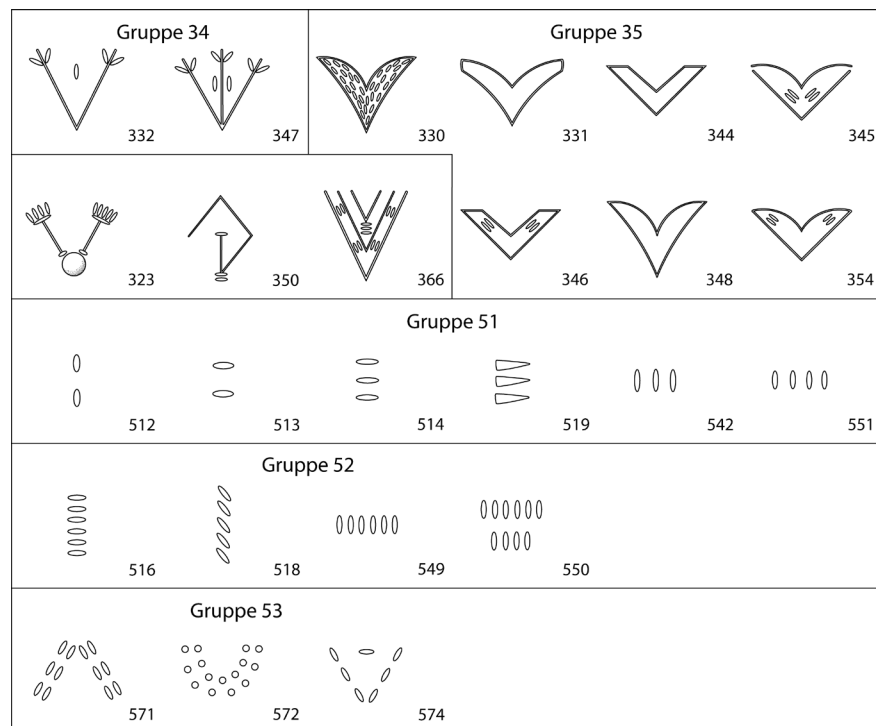 Gruppe 34
Gruppe 35
332 347 330 331 344 345
323 350 366 346 348 354
Gruppe 51
512 513 514 519 542 551
Gruppe 52
516 518 549 550
Gruppe 53
571 572 574